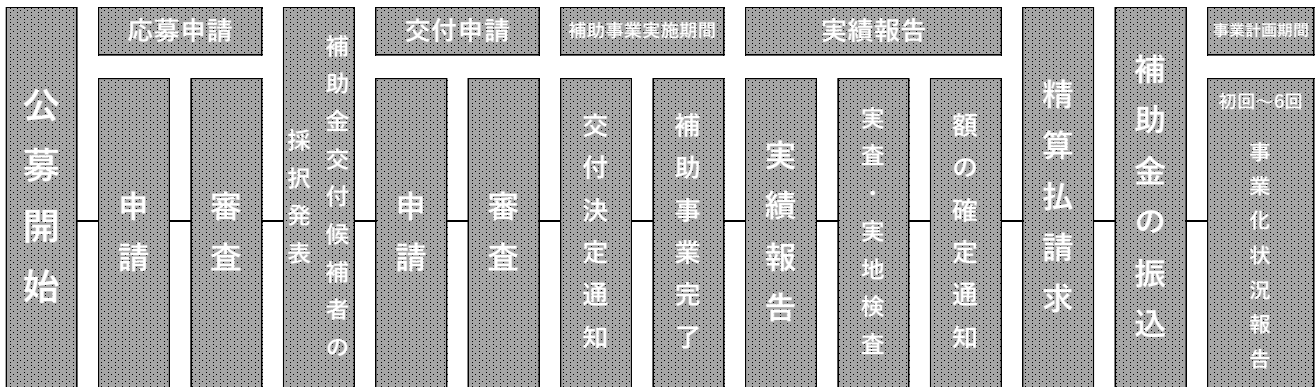 公募開始
応募申請
申請
審査
補助金交付候補者の
採択発表
交付申請
申請
審査
補助事業実施期間
交付決定通知
補助事業完了
実績報告
実績報告
実査・実地検査
額の確定通知
精算払請求
補助金の振込
事業計画期間
初回～6回
事業化状況報告